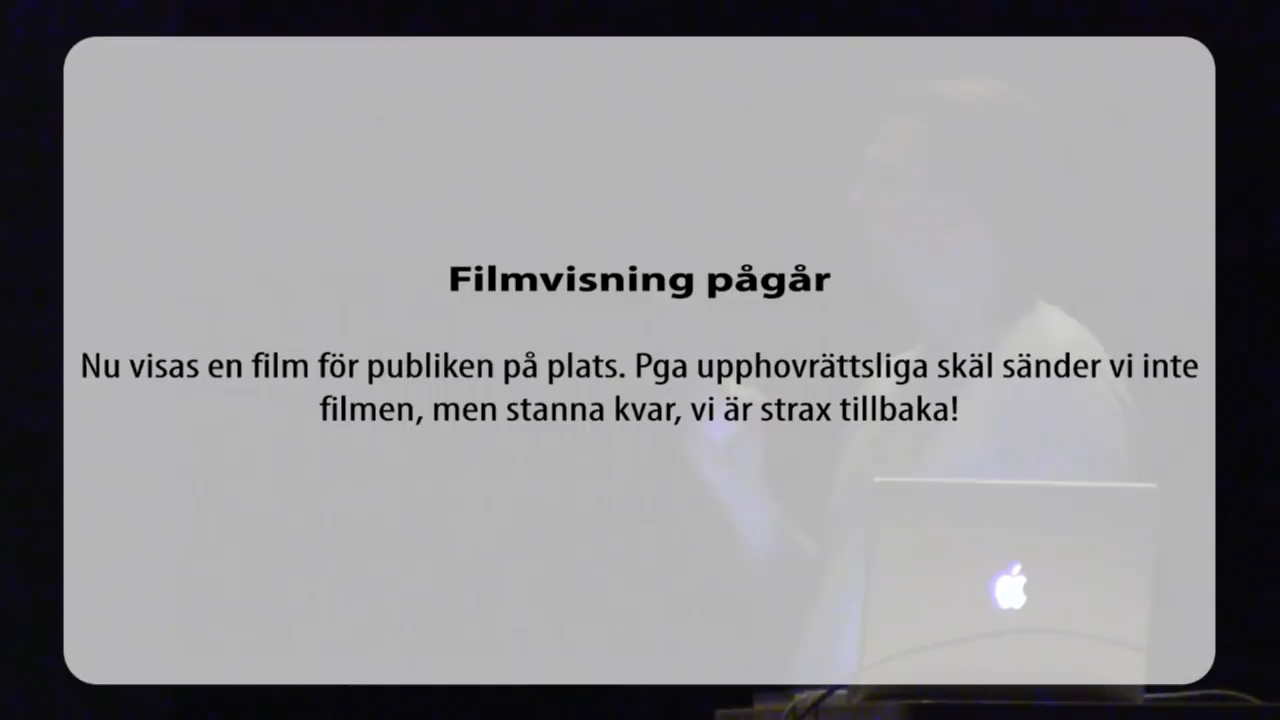 Filmvisning pågår
Nu visas en film för publiken på plats. Pga upphovrättsliga skäl sänder vi inte
filmen, men stanna kvar, vi är strax tillbaka!